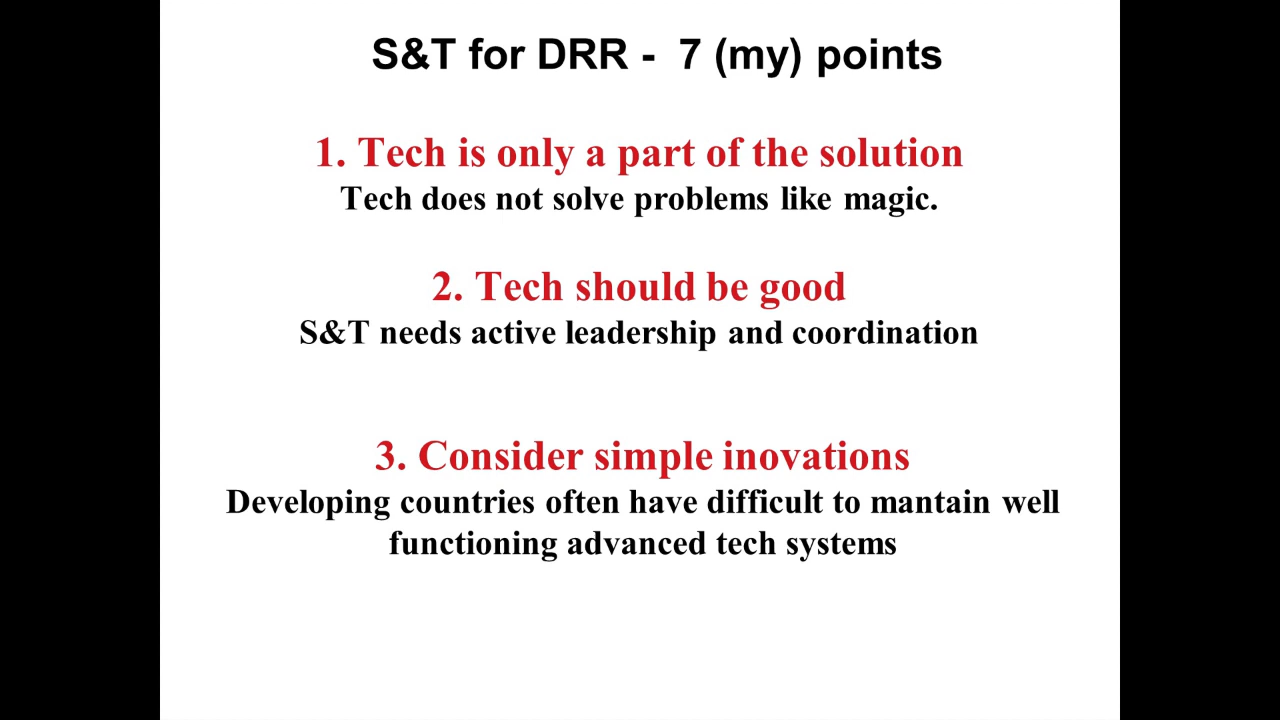 S&T for DRR - 7 (my) points
1. Tech is only a part of the solution
Tech does not solve problems like magic.
2. Tech should be good
S&T needs active leadership and coordination
3. Consider simple inovations
Developing countries often have difficult to mantain well
functioning advanced tech systems